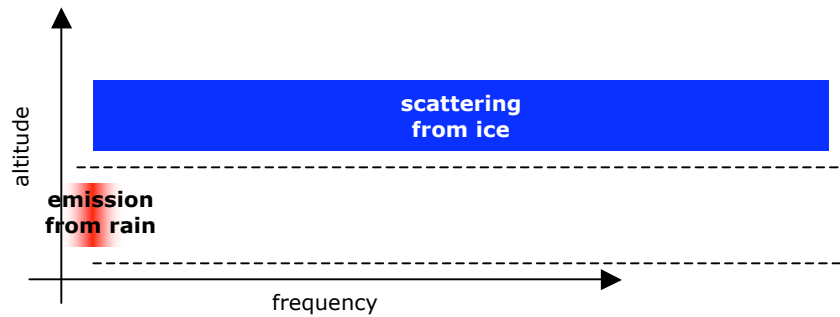 scattering
from ice
altitude
emission
from rain
frequency